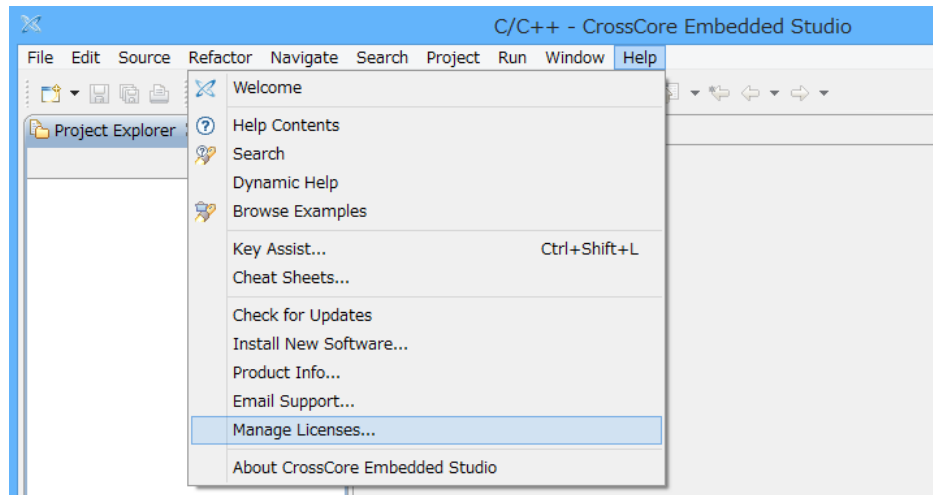 C/C++ - CrossCore Embedded Studio
File Edit Source Refactor Navigate Search Project Run Window Help
Project Explorer
Welcome
Help Contents
Search
Dynamic Help
Browse Examples
Key Assist... Ctrl+Shift+L
Cheat Sheets...
Check for Updates
Install New Software...
Product Info...
Email Support...
Manage Licenses...
About CrossCore Embedded Studio